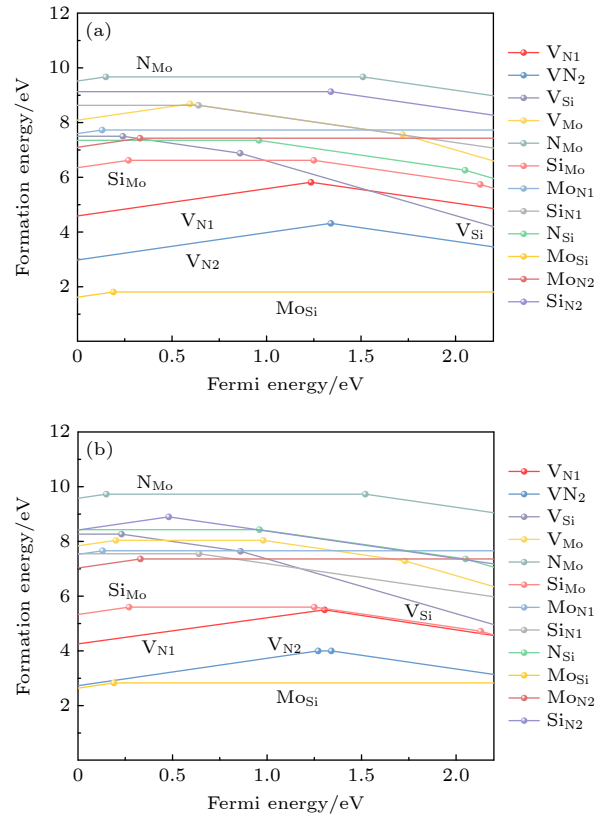 (a)
12
10
8
6
4
2
0
0.5
1.0
1.5
2.0
Formation energy/eV
Fermi energy/eV
N_Mo
Si_Mo
V_N1
V_N2
V_Si
Mo_Si
V_N1
VN_2
V_Si
V_Mo
N_Mo
Si_Mo
Mo_N1
Si_N1
N_Si
Mo_Si
Mo_N2
Si_N2
(b)
12
10
8
6
4
2
0
0.5
1.0
1.5
2.0
Formation energy/eV
Fermi energy/eV
N_Mo
Si_Mo
V_N1
V_N2
V_Si
Mo_Si
V_N1
VN_2
V_Si
V_Mo
N_Mo
Si_Mo
Mo_N1
Si_N1
N_Si
Mo_Si
Mo_N2
Si_N2